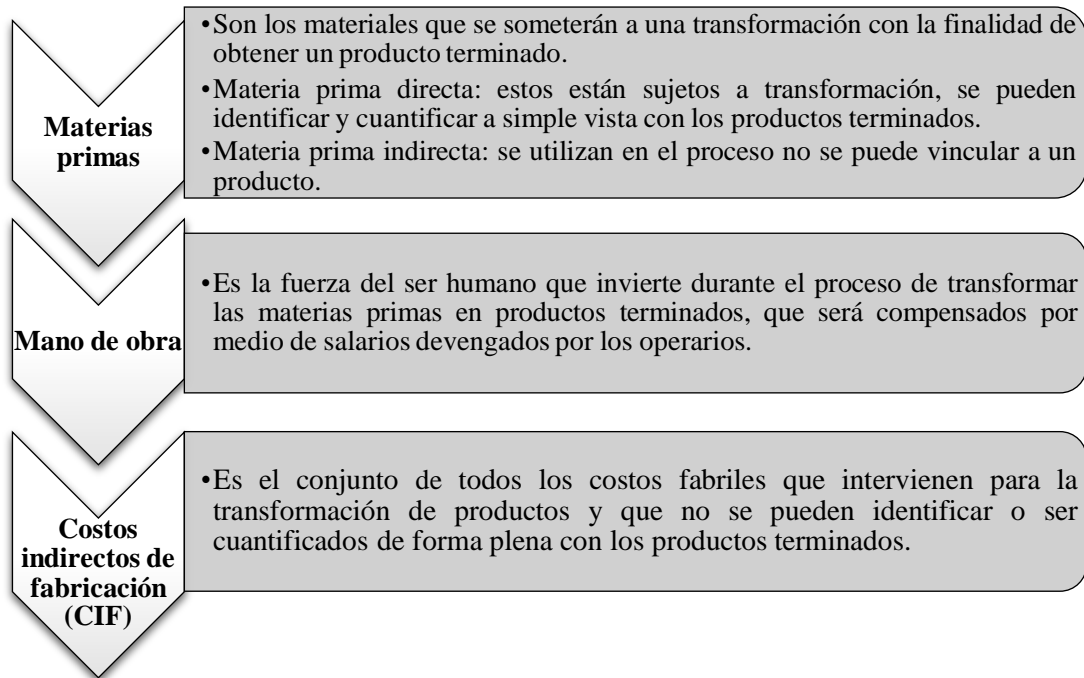 Materias
primas
•Son los materiales que se someterán a una transformación con la finalidad de
obtener un producto terminado.
•Materia prima directa: estos están sujetos a transformación, se pueden
identificar y cuantificar a simple vista con los productos terminados.
•Materia prima indirecta: se utilizan en el proceso no se puede vincular a un
producto.
Mano de obra
•Es la fuerza del ser humano que invierte durante el proceso de transformar
las materias primas en productos terminados, que será compensados por
medio de salarios devengados por los operarios.
Costos
indirectos de
fabricación
(CIF)
•Es el conjunto de todos los costos fabriles que intervienen para la
transformación de productos y que no se pueden identificar o ser
cuantificados de forma plena con los productos terminados.